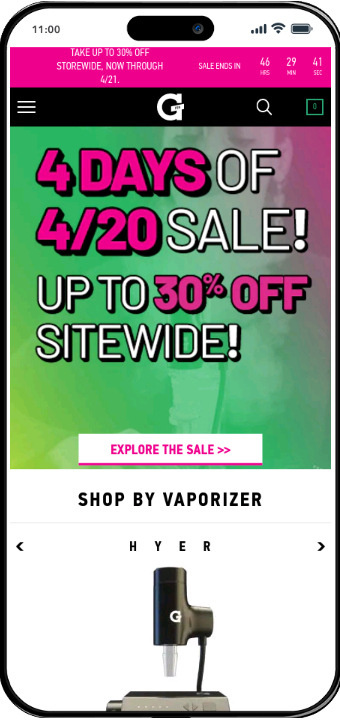 11:00
TAKE UP TO 30% OFF
STOREWIDE, NOW THROUGH
4/21.
SALE ENDS IN
46 29 41
HRS MIN SEC
G
0
4 DAYS OF
4/20 SALE!
UP TO 30% OFF
SITEWIDE!
EXPLORE THE SALE >>
SHOP BY VAPORIZER
< HYER >
G